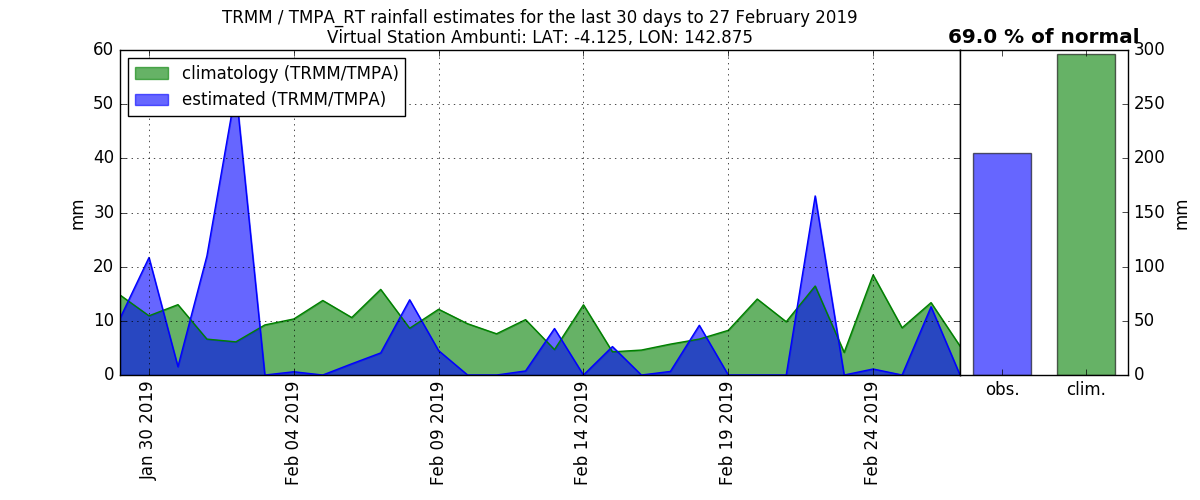 TRMM / TMPA_RT rainfall estimates for the last 30 days to 27 February 2019
Virtual Station Ambunti: LAT: -4.125, LON: 142.875
69.0 % of normal
climatology (TRMM/TMPA)
estimated (TRMM/TMPA)
60
50
40
30
20
10
0
mm
Jan 30 2019
Feb 04 2019
Feb 09 2019
Feb 14 2019
Feb 19 2019
Feb 24 2019
obs.
clim.
300
250
200
150
100
50
0
mm